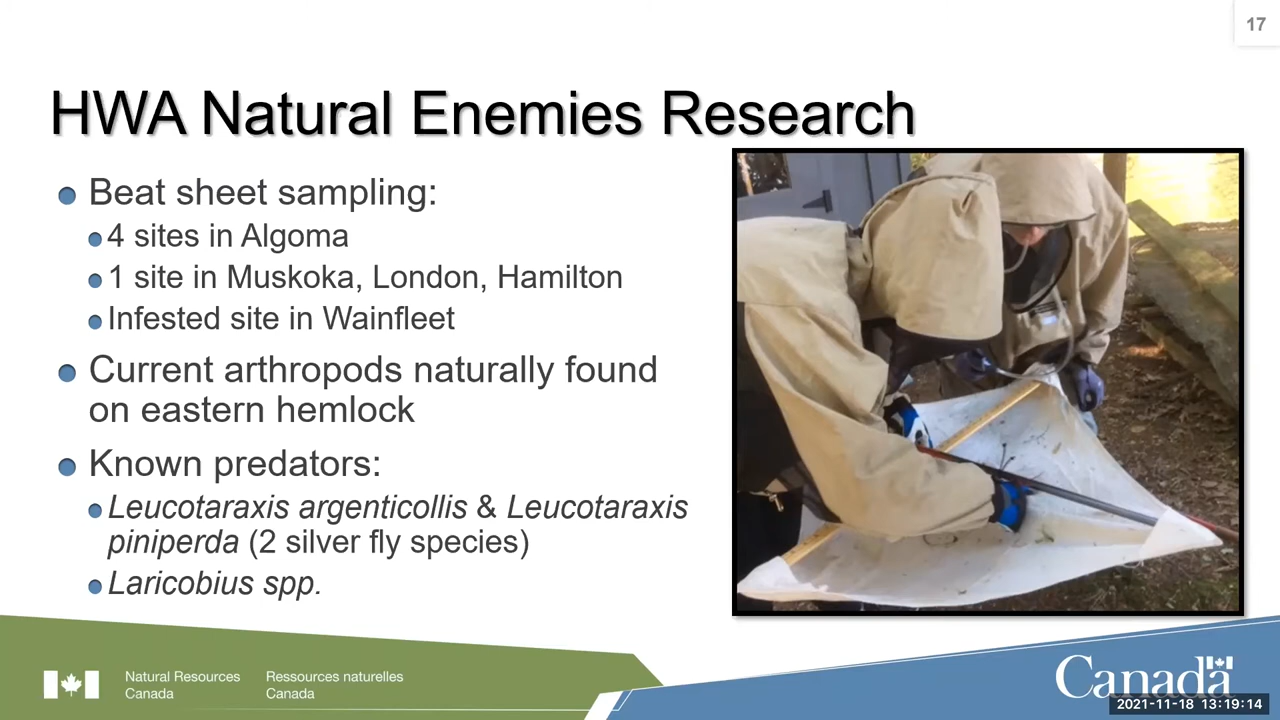 17
HWA Natural Enemies Research
Beat sheet sampling:
4 sites in Algoma
1 site in Muskoka, London, Hamilton
Infested site in Wainfleet
Current arthropods naturally found
on eastern hemlock
Known predators:
Leucotaraxis argenticollis & Leucotaraxis
piniperda (2 silver fly species)
Laricobius spp.
Natural Resources
Canada
Ressources naturelles
Canada
Canada
2021-11-18 13:19:14